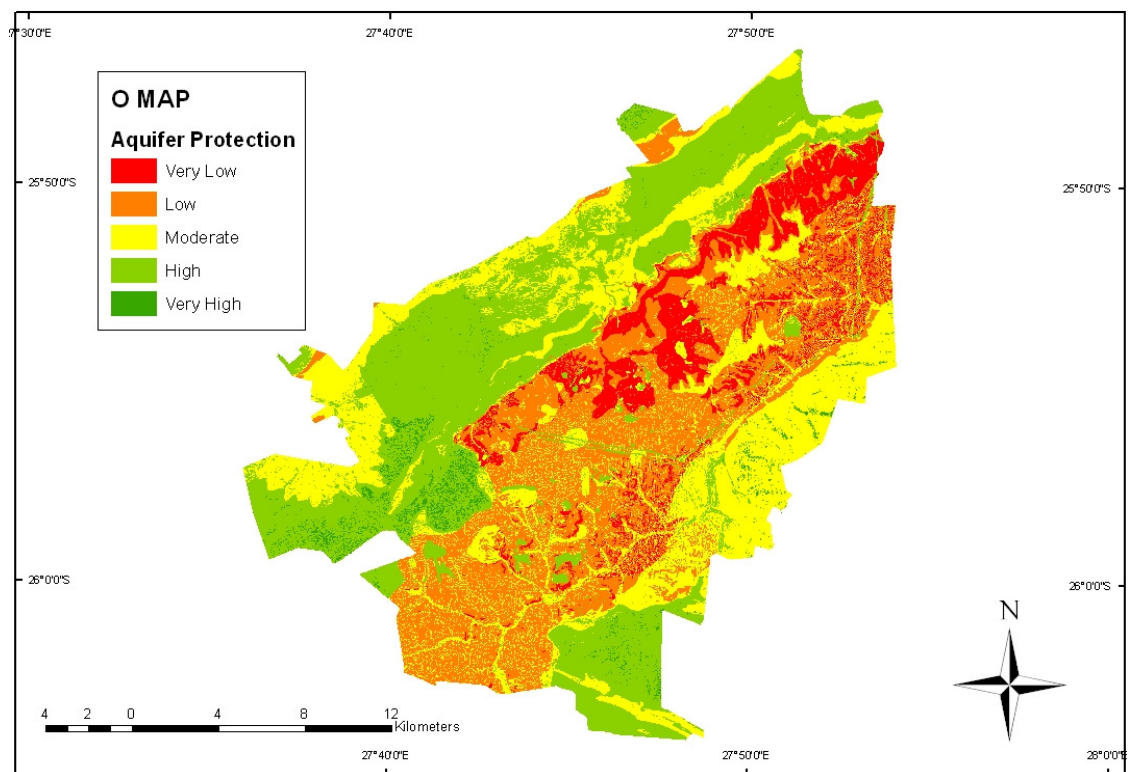 27°30'0"E 27°40'0"E 27°50'0"E
O MAP
Aquifer Protection
Very Low
Low
Moderate
High
Very High
25°50'0"S 25°50'0"S
26°0'0"S 26°0'0"S
N
4 2 0 4 8 12
Kilometers
27°40'0"E 27°50'0"E 28°0'0"E